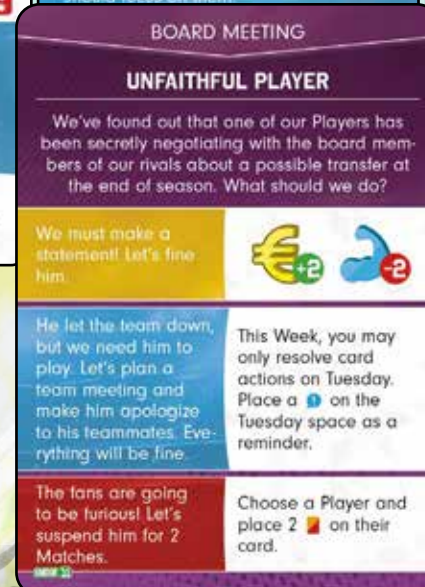 BOARD MEETING
UNFAITHFUL PLAYER
We've found out that one of our Players has
been secretly negotiating with the board mem-
bers of our rivals about a possible transfer at
the end of season. What should we do?
We must make a
statement! Let's fine
him.
+2
-2
He let the team down,
but we need him to
play. Let's plan a
team meeting and
make him apologize
to his teammates. Eve-
rything will be fine.
This Week, you may
only resolve card
actions on Tuesday.
Place a on the
Tuesday space as a
reminder.
The fans are going
to be furious! Let's
suspend him for 2
Matches.
Choose a Player and
place 2 on their
card.